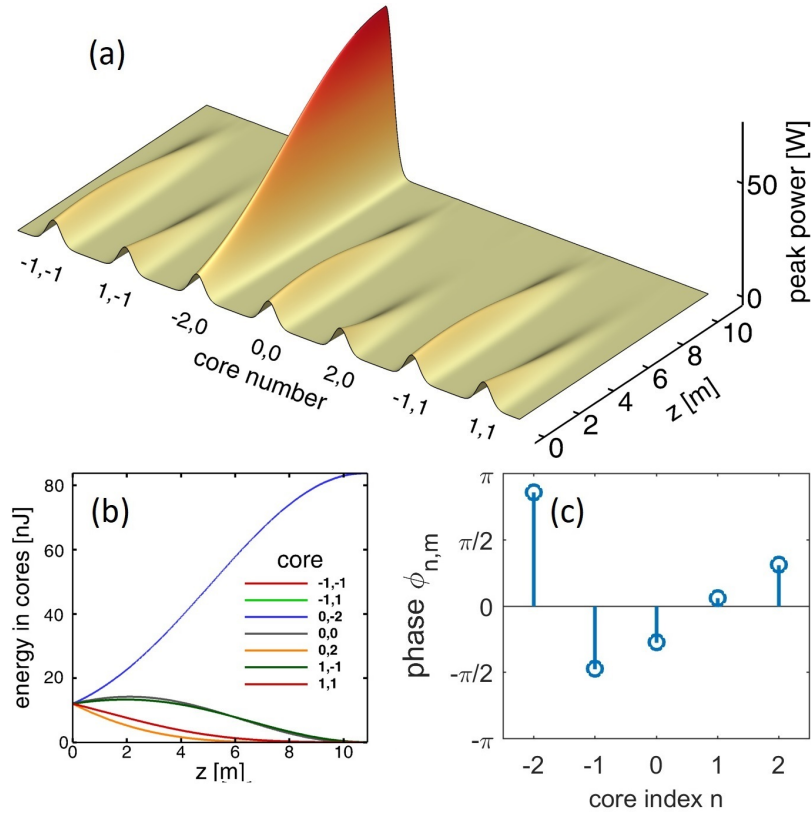 (a)
peak power [W]
50
0
-1,-1
1,-1
-2,0
0,0
2,0
-1,1
1,1
core number
0
2
4
6
8
10
z [m]
(b)
energy in cores [nJ]
80
60
40
20
0
core
-1,-1
-1,1
0,-2
0,0
0,2
1,-1
1,1
0 2 4 6 8 10
z [m]
(c)
phase ϕn,m
π
π/2
0
-π/2
-π
-2 -1 0 1 2
core index n